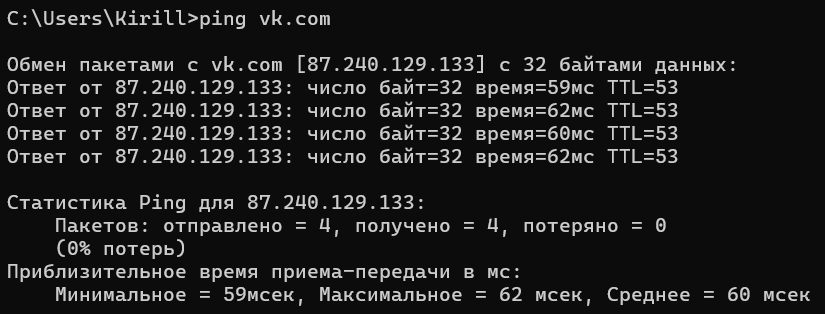 C:\Users\Kirill>ping vk.com
Обмен пакетами с vk.com [87.240.129.133] с 32 байтами данных:
Ответ от 87.240.129.133: число байт=32 время=59мс TTL=53
Ответ от 87.240.129.133: число байт=32 время=62мс TTL=53
Ответ от 87.240.129.133: число байт=32 время=60мс TTL=53
Ответ от 87.240.129.133: число байт=32 время=62мс TTL=53
Статистика Ping для 87.240.129.133:
    Пакетов: отправлено = 4, получено = 4, потеряно = 0
    (0% потерь)
Приблизительное время приема-передачи в мс:
    Минимальное = 59мсек, Максимальное = 62 мсек, Среднее = 60 мсек